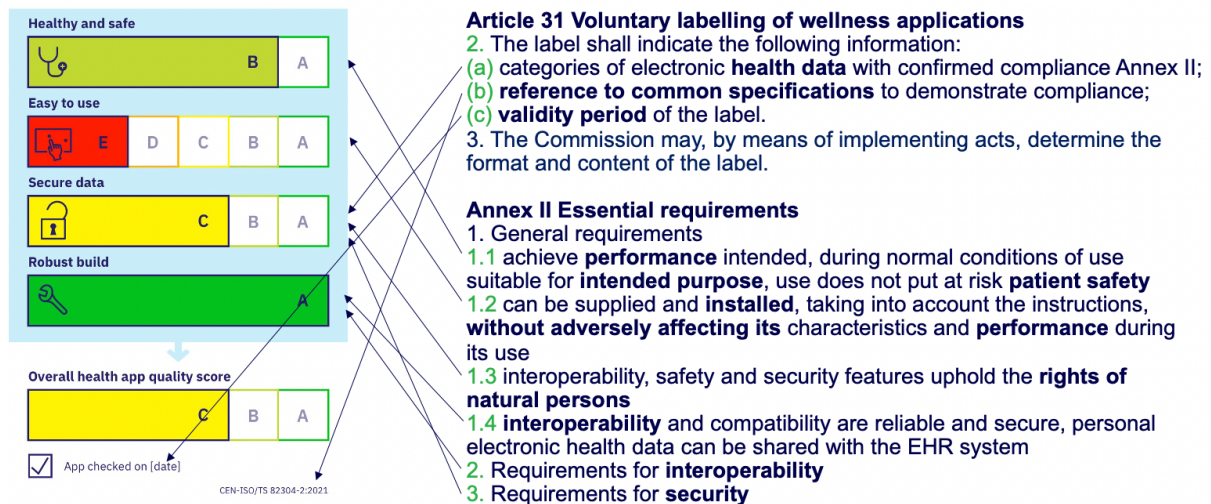 Healthy and safe
B A
Easy to use
E D C B A
Secure data
C B A
Robust build
A
Overall health app quality score
C B A
App checked on [date]
CEN-ISO/TS 82304-2:2021
Article 31 Voluntary labelling of wellness applications
2. The label shall indicate the following information:
(a) categories of electronic health data with confirmed compliance Annex II;
(b) reference to common specifications to demonstrate compliance;
(c) validity period of the label.
3. The Commission may, by means of implementing acts, determine the
format and content of the label.
Annex II Essential requirements
1. General requirements
1.1 achieve performance intended, during normal conditions of use
suitable for intended purpose, use does not put at risk patient safety
1.2 can be supplied and installed, taking into account the instructions,
without adversely affecting its characteristics and performance during
its use
1.3 interoperability, safety and security features uphold the rights of
natural persons
1.4 interoperability and compatibility are reliable and secure, personal
electronic health data can be shared with the EHR system
2. Requirements for interoperability
3. Requirements for security